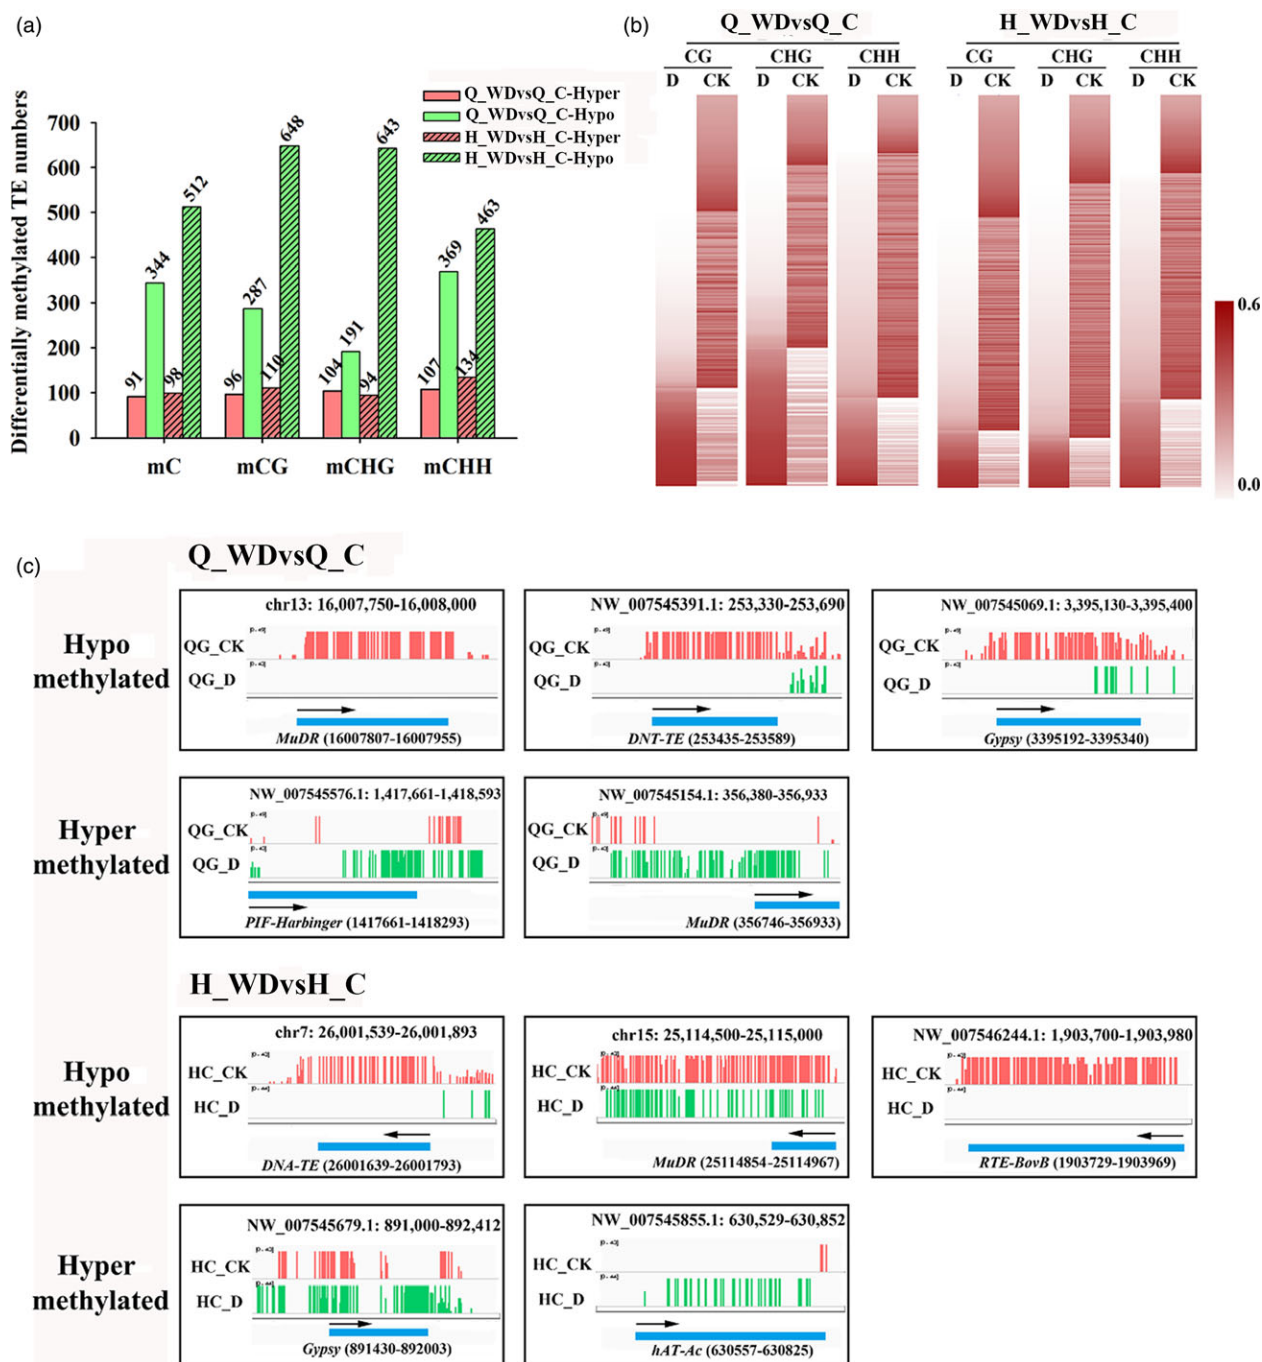 (a)
Differentially methylated TE numbers
700
600
500
400
300
200
100
0
91
344
98
512
96
287
110
648
104
191
94
643
107
369
134
463
mC
mCG
mCHG
mCHH
Q_WDvsQ_C-Hyper
Q_WDvsQ_C-Hypo
H_WDvsH_C-Hyper
H_WDvsH_C-Hypo
(b)
Q_WDvsQ_C
H_WDvsH_C
CG CHG CHH CG CHG CHH
D CK D CK D CK D CK D CK D CK
0.6
0.0
(c)
Q_WDvsQ_C
Hypo
methylated
chr13: 16,007,750-16,008,000
QG_CK
QG_D
MuDR (16007807-16007955)
NW_007545391.1: 253,330-253,690
QG_CK
QG_D
DNT-TE (253435-253589)
NW_007545069.1: 3,395,130-3,395,400
QG_CK
QG_D
Gypsy (3395192-3395340)
Hyper
methylated
NW_007545576.1: 1,417,661-1,418,593
QG_CK
QG_D
PIF-Harbinger (1417661-1418293)
NW_007545154.1: 356,380-356,933
QG_CK
QG_D
MuDR (356746-356933)
H_WDvsH_C
Hypo
methylated
chr7: 26,001,539-26,001,893
HC_CK
HC_D
DNA-TE (26001639-26001793)
chr15: 25,114,500-25,115,000
HC_CK
HC_D
MuDR (25114854-25114967)
NW_007546244.1: 1,903,700-1,903,980
HC_CK
HC_D
RTE-BovB (1903729-1903969)
Hyper
methylated
NW_007545679.1: 891,000-892,412
HC_CK
HC_D
Gypsy (891430-892003)
NW_007545855.1: 630,529-630,852
HC_CK
HC_D
hAT-Ac (630557-630825)